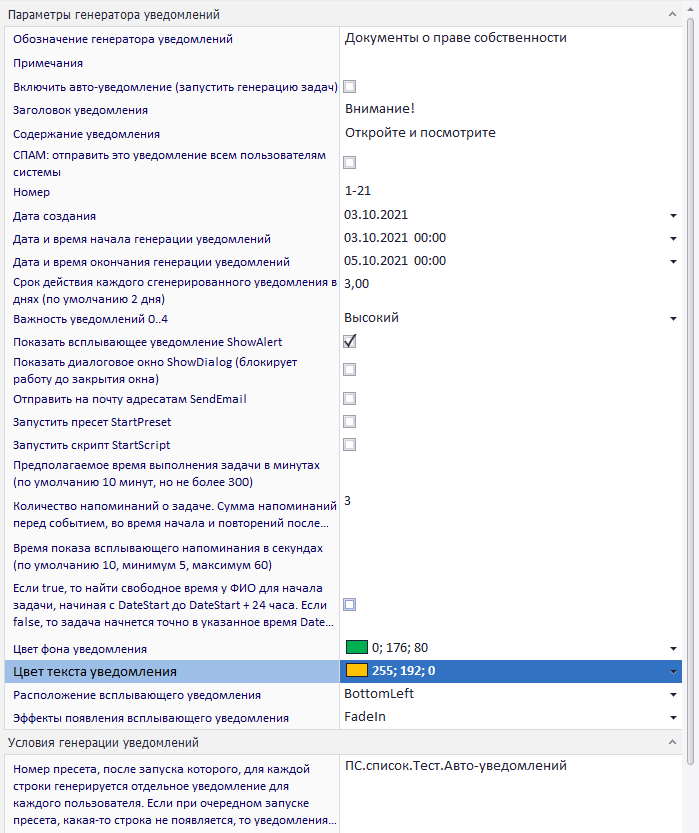 Параметры генератора уведомлений
Обозначение генератора уведомлений
Документы о праве собственности
Примечания
Включить авто-уведомление (запустить генерацию задач)
Заголовок уведомления
Внимание!
Содержание уведомления
Откройте и посмотрите
СПАМ: отправить это уведомление всем пользователям
системы
Номер
1-21
Дата создания
03.10.2021
Дата и время начала генерации уведомлений
03.10.2021 00:00
Дата и время окончания генерации уведомлений
05.10.2021 00:00
Срок действия каждого сгенерированного уведомления в
днях (по умолчанию 2 дня)
3,00
Важность уведомлений 0..4
Высокий
Показать всплывающее уведомление ShowAlert
Показать диалоговое окно ShowDialog (блокирует
работу до закрытия окна)
Отправить на почту адресатам SendEmail
Запустить пресет StartPreset
Запустить скрипт StartScript
Предполагаемое время выполнения задачи в минутах
(по умолчанию 10 минут, но не более 300)
Количество напоминаний о задаче. Сумма напоминаний
перед событием, во время начала и повторений после...
3
Время показа всплывающего напоминания в секундах
(по умолчанию 10, минимум 5, максимум 60)
Если true, то найти свободное время у ФИО для начала
задачи, начиная с DateStart до DateStart + 24 часа. Если
false, то задача начнется точно в указанное время Date...
Цвет фона уведомления
0; 176; 80
Цвет текста уведомления
255; 192; 0
Расположение всплывающего уведомления
BottomLeft
Эффекты появления всплывающего уведомления
FadeIn
Условия генерации уведомлений
Номер пресета, после запуска которого, для каждой
строки генерируется отдельное уведомление для
каждого пользователя. Если при очередном запуске
пресета, какая-то строка не появляется, то уведомления...
ПС.список.Тест.Авто-уведомлений